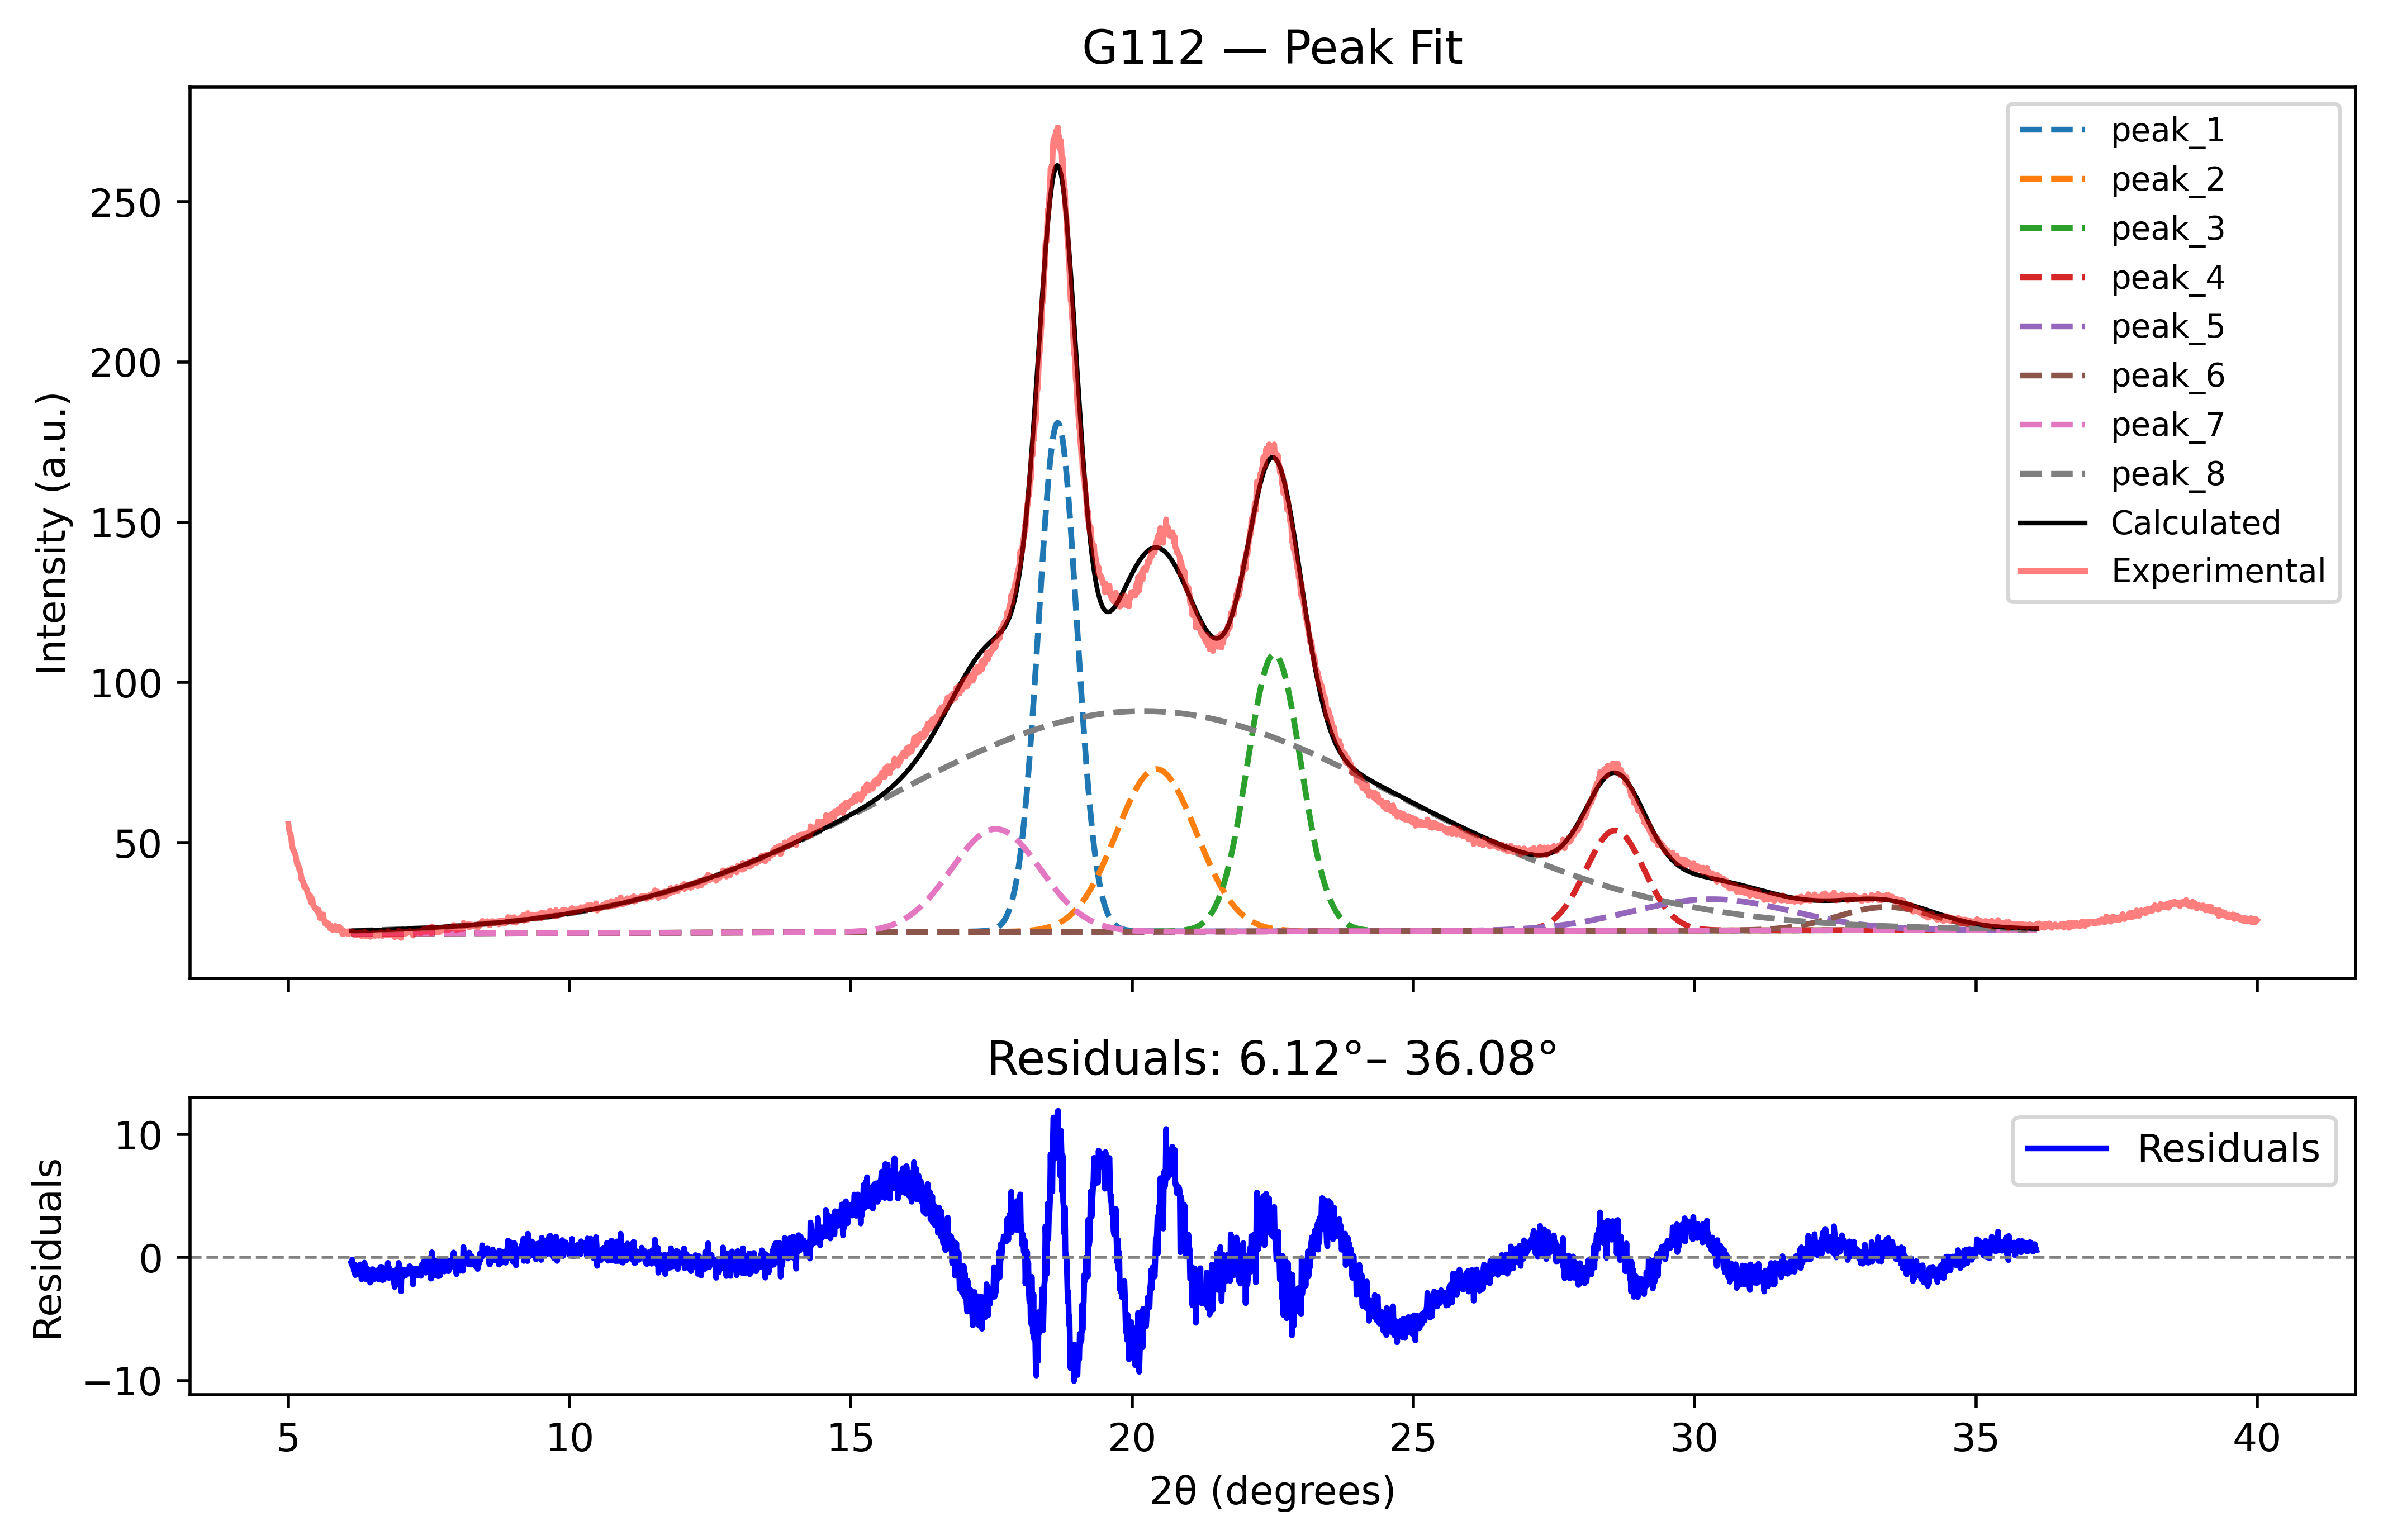 G112 — Peak Fit
Intensity (a.u.)
250
200
150
100
50
peak_1
peak_2
peak_3
peak_4
peak_5
peak_6
peak_7
peak_8
Calculated
Experimental
Residuals: 6.12°– 36.08°
Residuals
10
0
−10
Residuals
5 10 15 20 25 30 35 40
2θ (degrees)